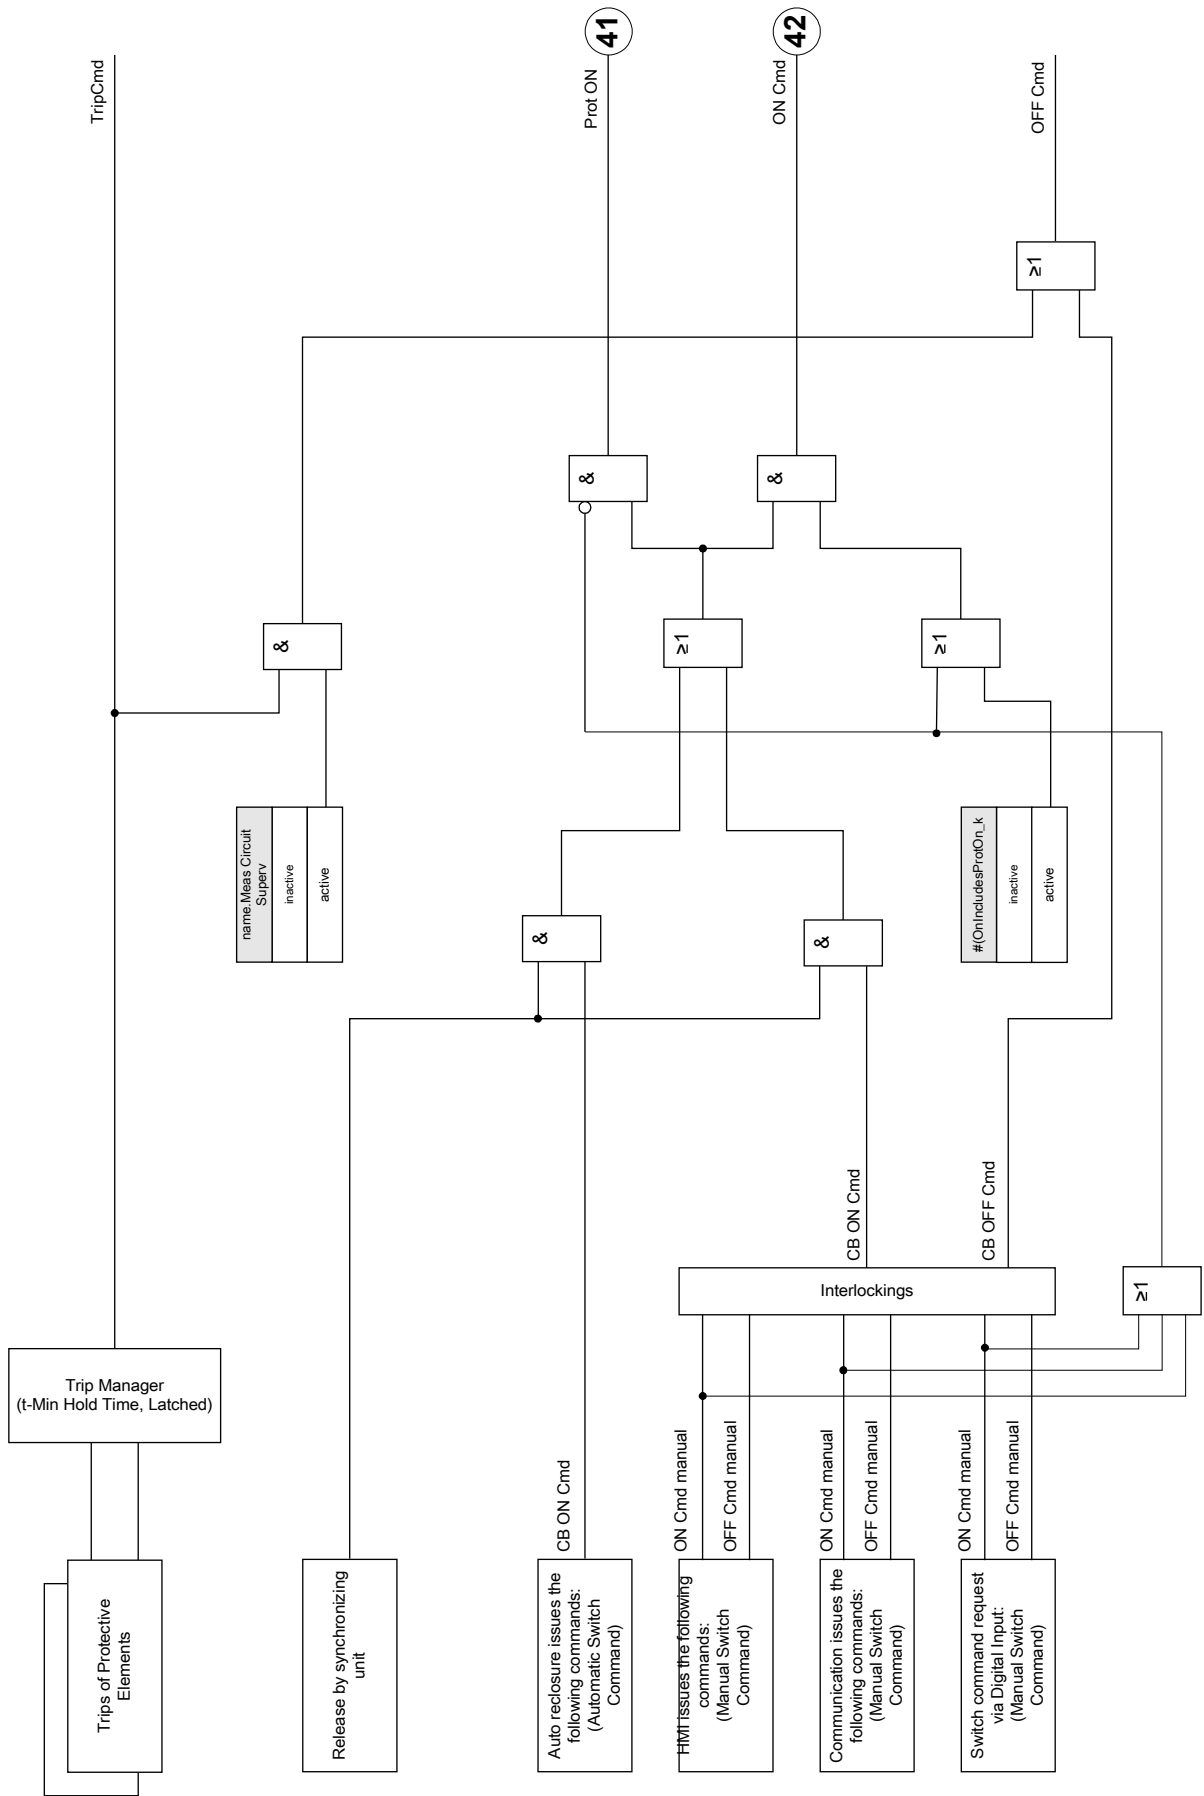 Trips of Protective
Elements
Trip Manager
(t-Min Hold Time, Latched)
TripCmd
name.Meas Circuit
Superv
inactive
active
&
Release by synchronizing
unit
Auto reclosure issues the
following commands:
(Automatic Switch
Command)
CB ON Cmd
&
&
≥1
&
Prot ON
41
&
ON Cmd
42
HMI issues the following
commands:
(Manual Switch
Command)
ON Cmd manual
OFF Cmd manual
Communication issues the
following commands:
(Manual Switch
Command)
ON Cmd manual
OFF Cmd manual
Switch command request
via Digital Input:
(Manual Switch
Command)
ON Cmd manual
OFF Cmd manual
Interlockings
CB ON Cmd
CB OFF Cmd
≥1
#(OnIncludesProtOn_k
inactive
active
≥1
≥1
OFF Cmd